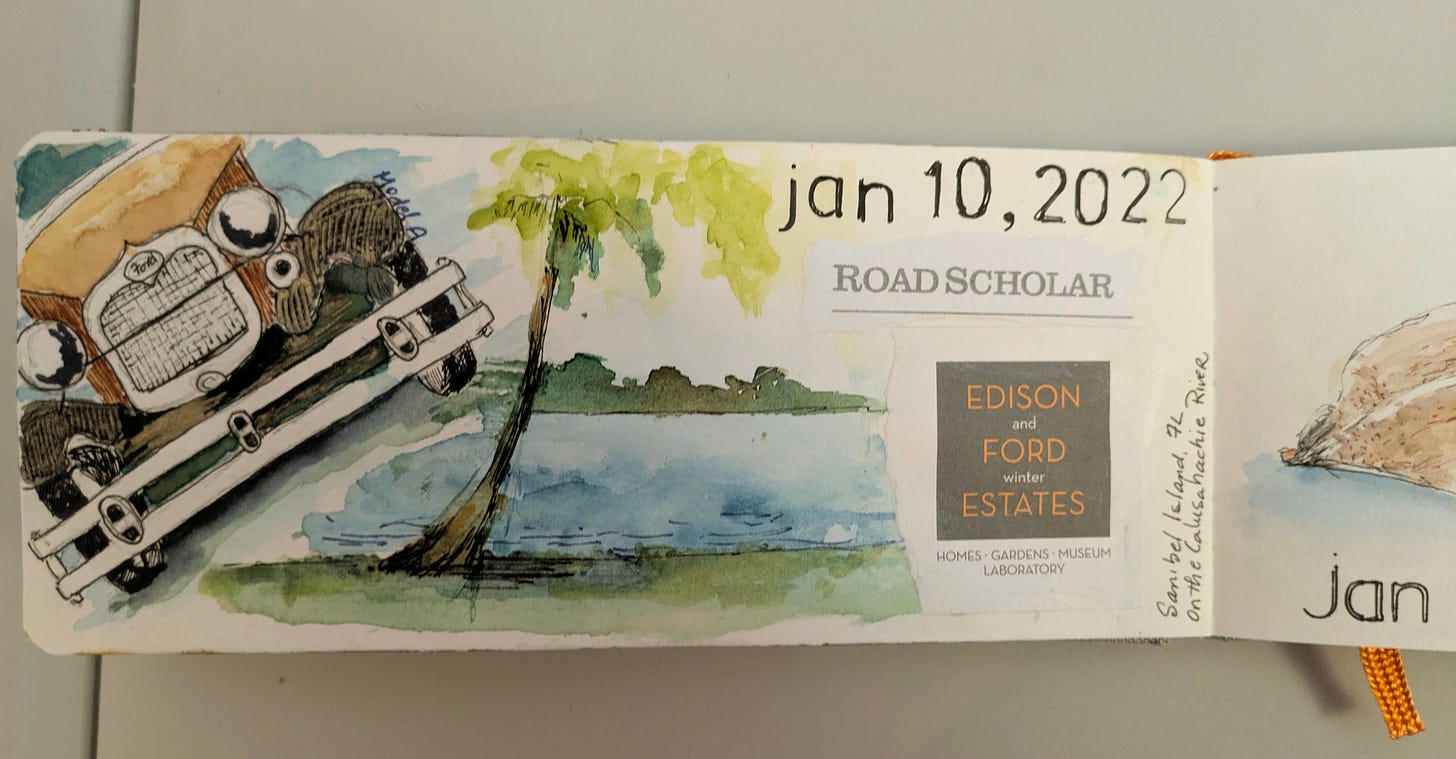 Ford
Model A
jan 10, 2022
ROAD SCHOLAR
EDISON
and
FORD
winter
ESTATES
HOMES · GARDENS · MUSEUM
LABORATORY
Sanibel Island, FL
On the Calusahachie River
jan